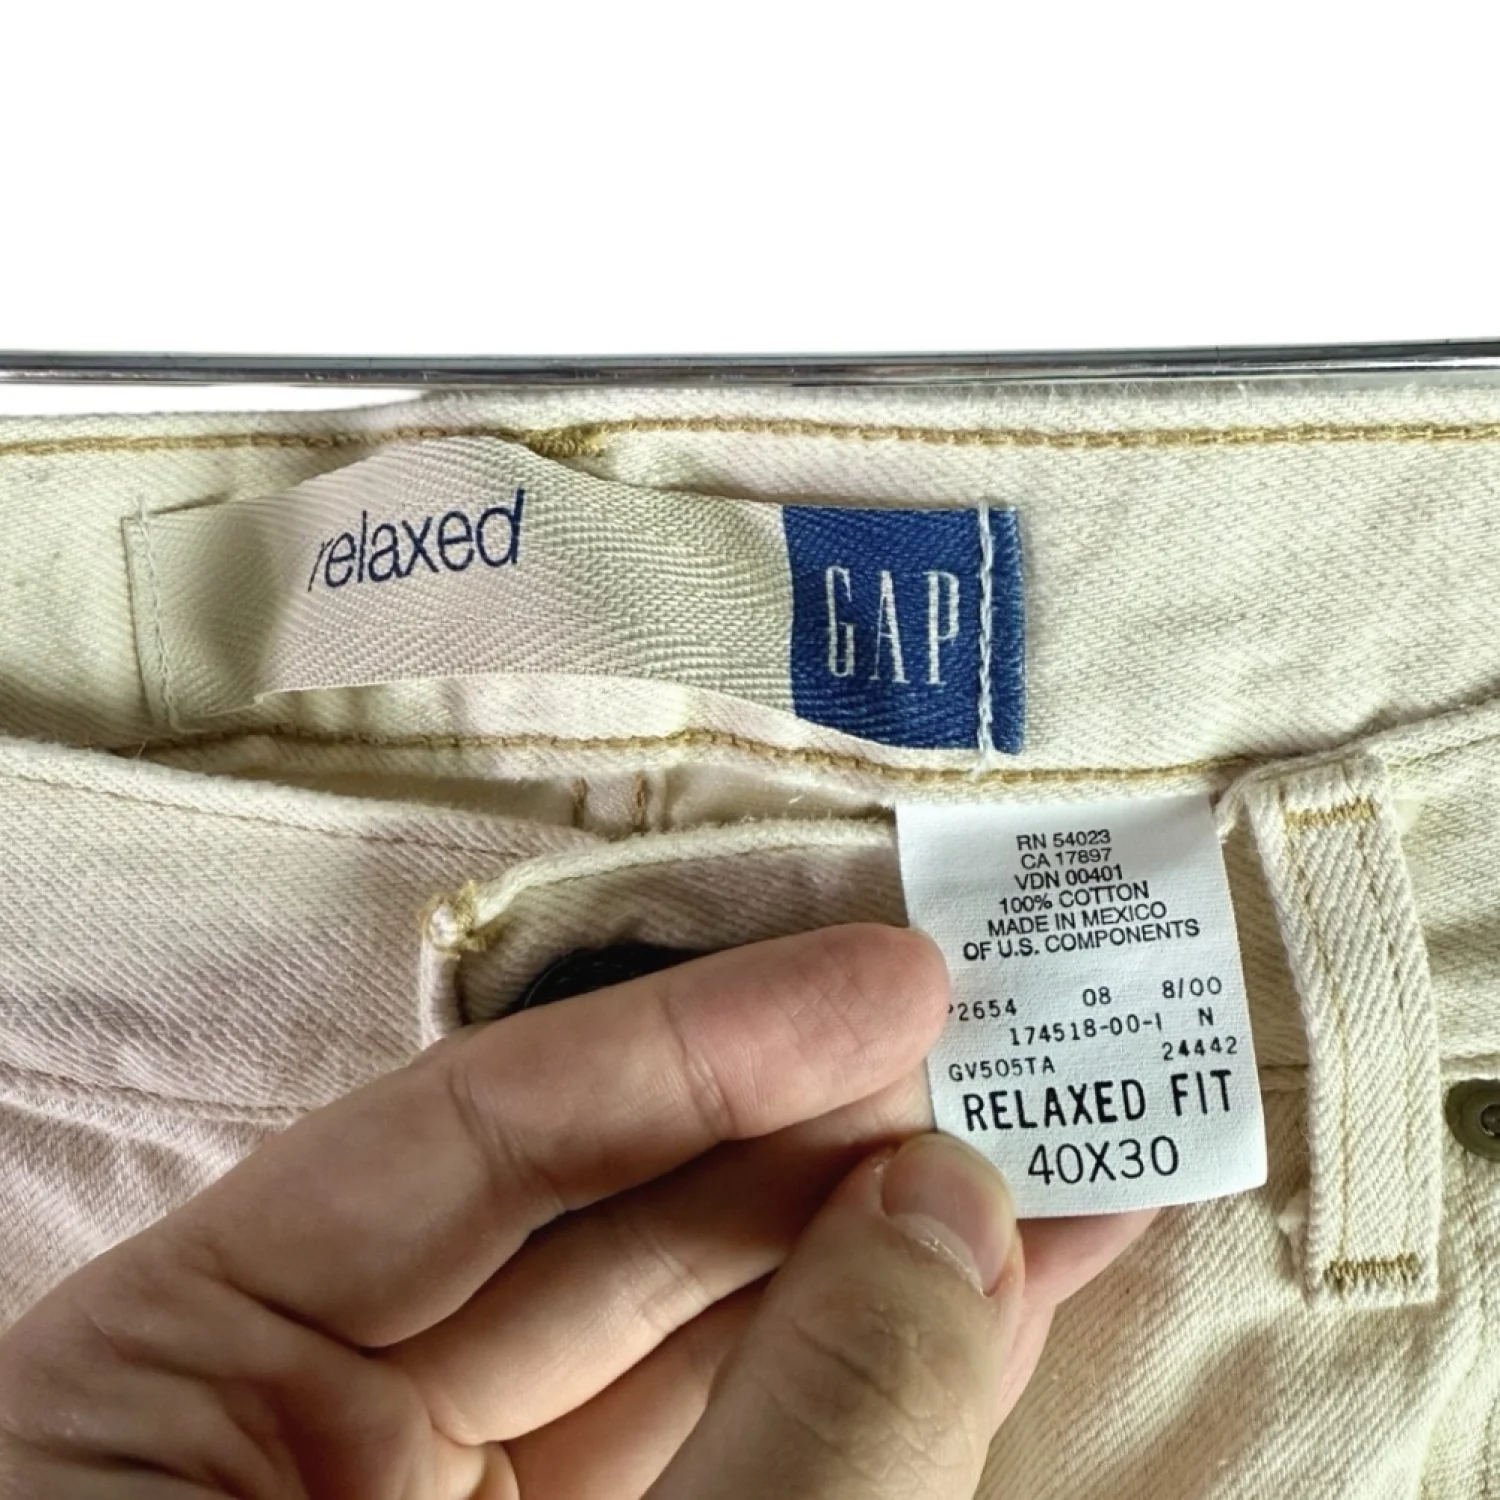 relaxed
GAP
RN 54023
CA 17897
VDN 00401
100% COTTON
MADE IN MEXICO
OF U.S. COMPONENTS
2654 08 8/00
174518-00-1 N
GV505TA 24442
RELAXED FIT
40X30